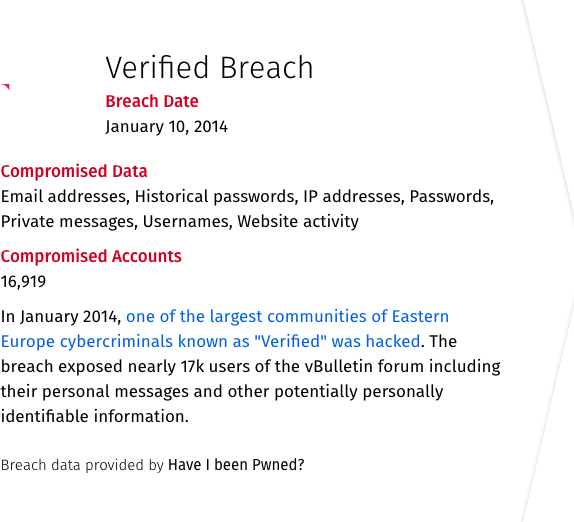 Verified Breach
Breach Date
January 10, 2014
Compromised Data
Email addresses, Historical passwords, IP addresses, Passwords,
Private messages, Usernames, Website activity
Compromised Accounts
16,919
In January 2014, one of the largest communities of Eastern
Europe cybercriminals known as "Verified" was hacked. The
breach exposed nearly 17k users of the vBulletin forum including
their personal messages and other potentially personally
identifiable information.
Breach data provided by Have I been Pwned?